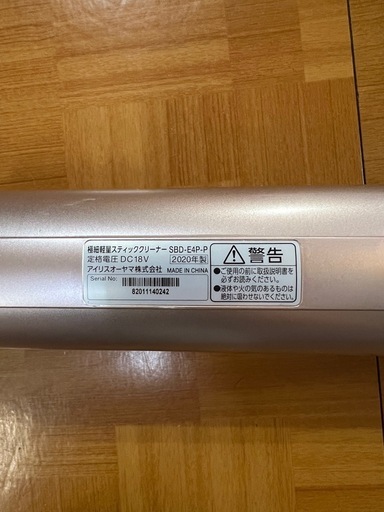 極細軽量スティッククリーナー SBD-E4P-P
定格電圧 DC18V 2020年製
アイリスオーヤマ株式会社 MADE IN CHINA
Serial No:
82011140242
警告
●ご使用の前に取扱説明書を
必ずお読みください。
●液体や火の気のあるものは
絶対に吸わせないでください。